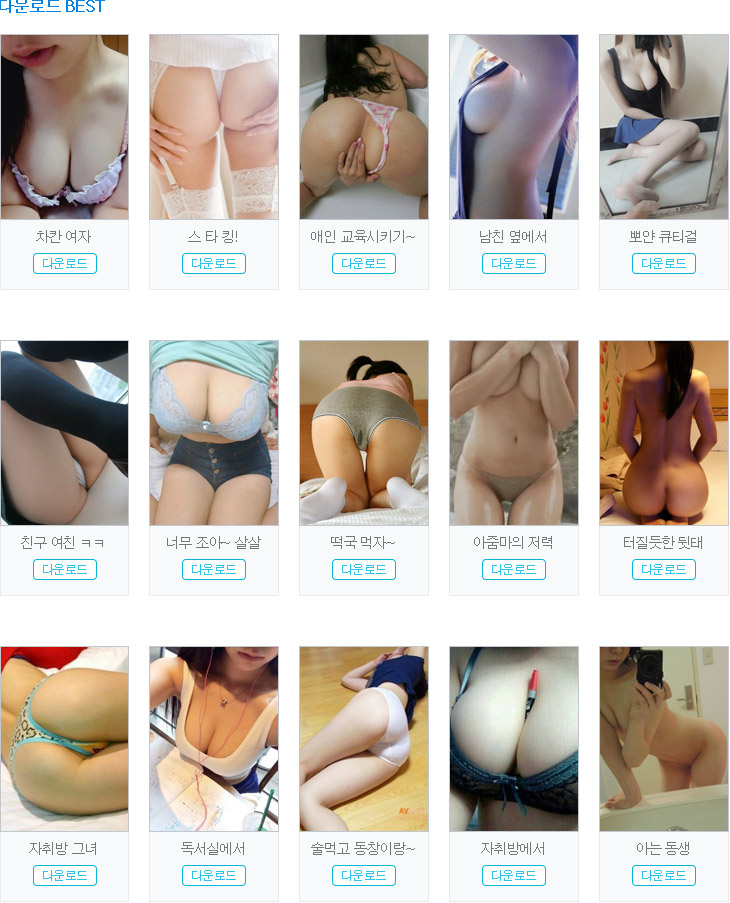 다운로드 BEST
차칸 여자
스 타 킹!
애인 교육시키기~
남친 옆에서
뽀얀 큐티걸
다운로드
다운로드
다운로드
다운로드
다운로드
친구 여친 ㅋㅋ
너무 조아~ 살살
떡국 먹자~
아줌마의 저력
터질듯한 뒷태
다운로드
다운로드
다운로드
다운로드
다운로드
AV
자취방 그녀
독서실에서
술먹고 동창이랑~
자취방에서
아는 동생
다운로드
다운로드
다운로드
다운로드
다운로드